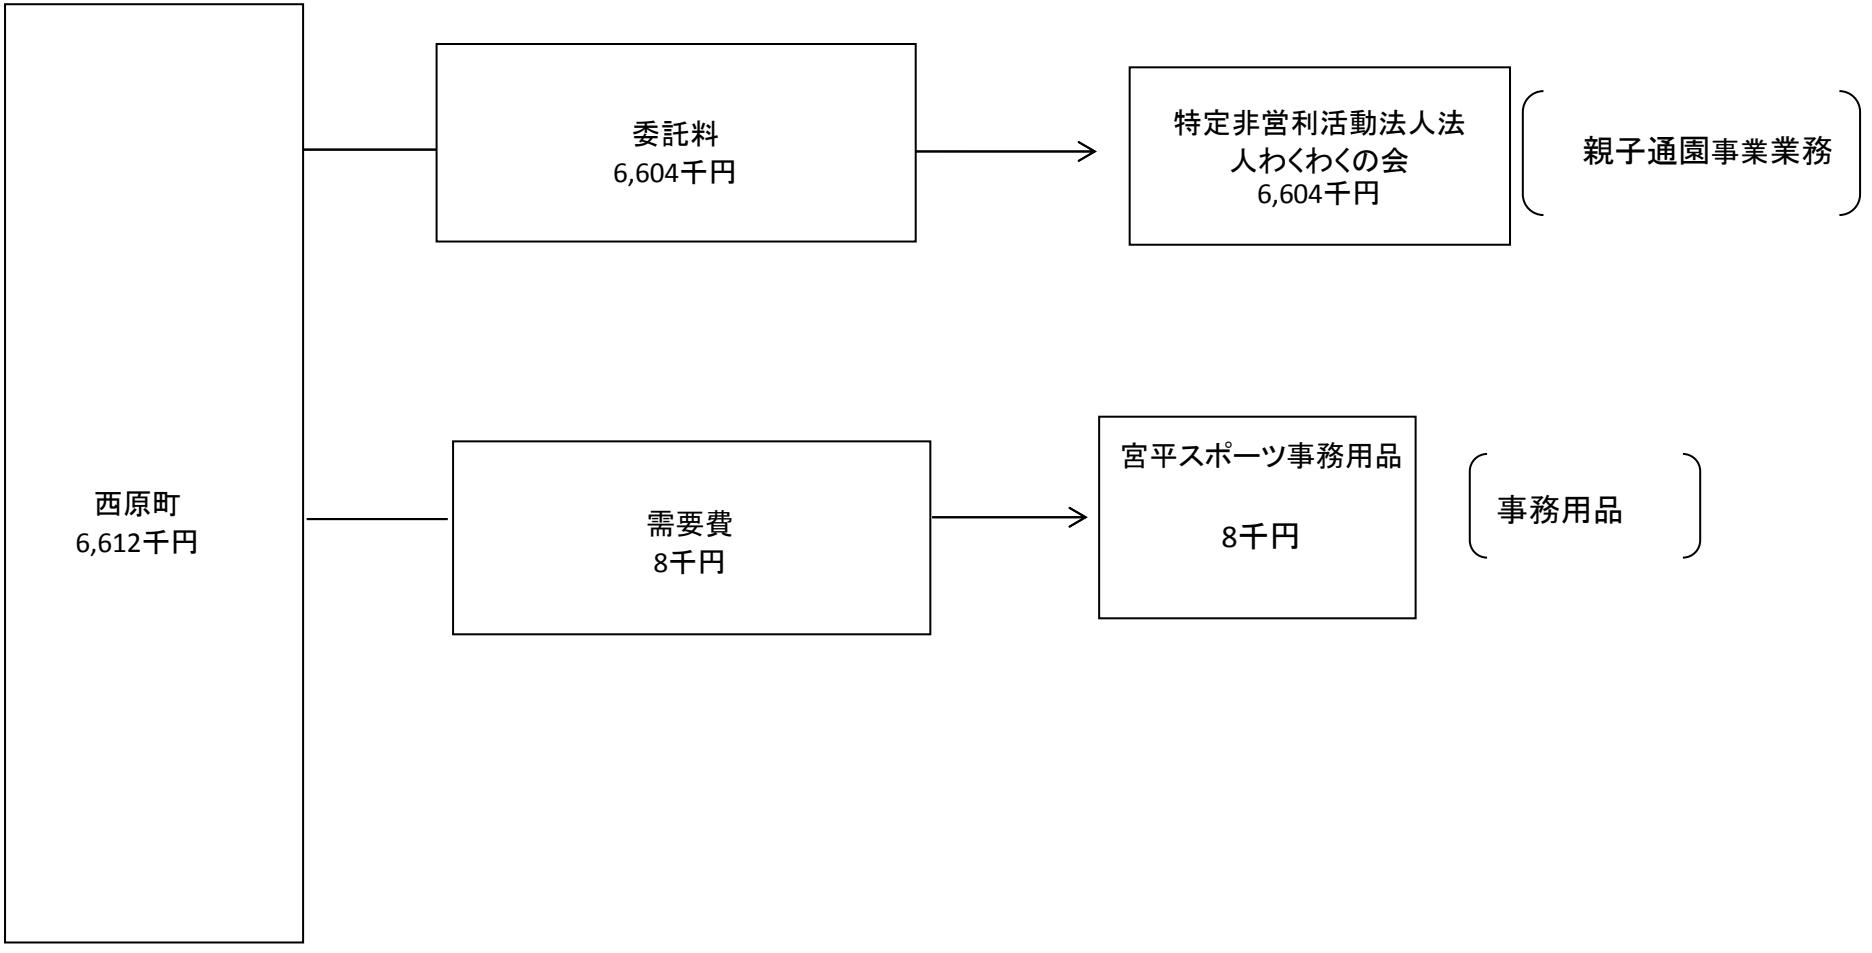 西原町
6,612千円
委託料
6,604千円
特定非営利活動法人法
人わくわくの会
6,604千円
親子通園事業業務
需要費
8千円
宮平スポーツ事務用品
8千円
事務用品